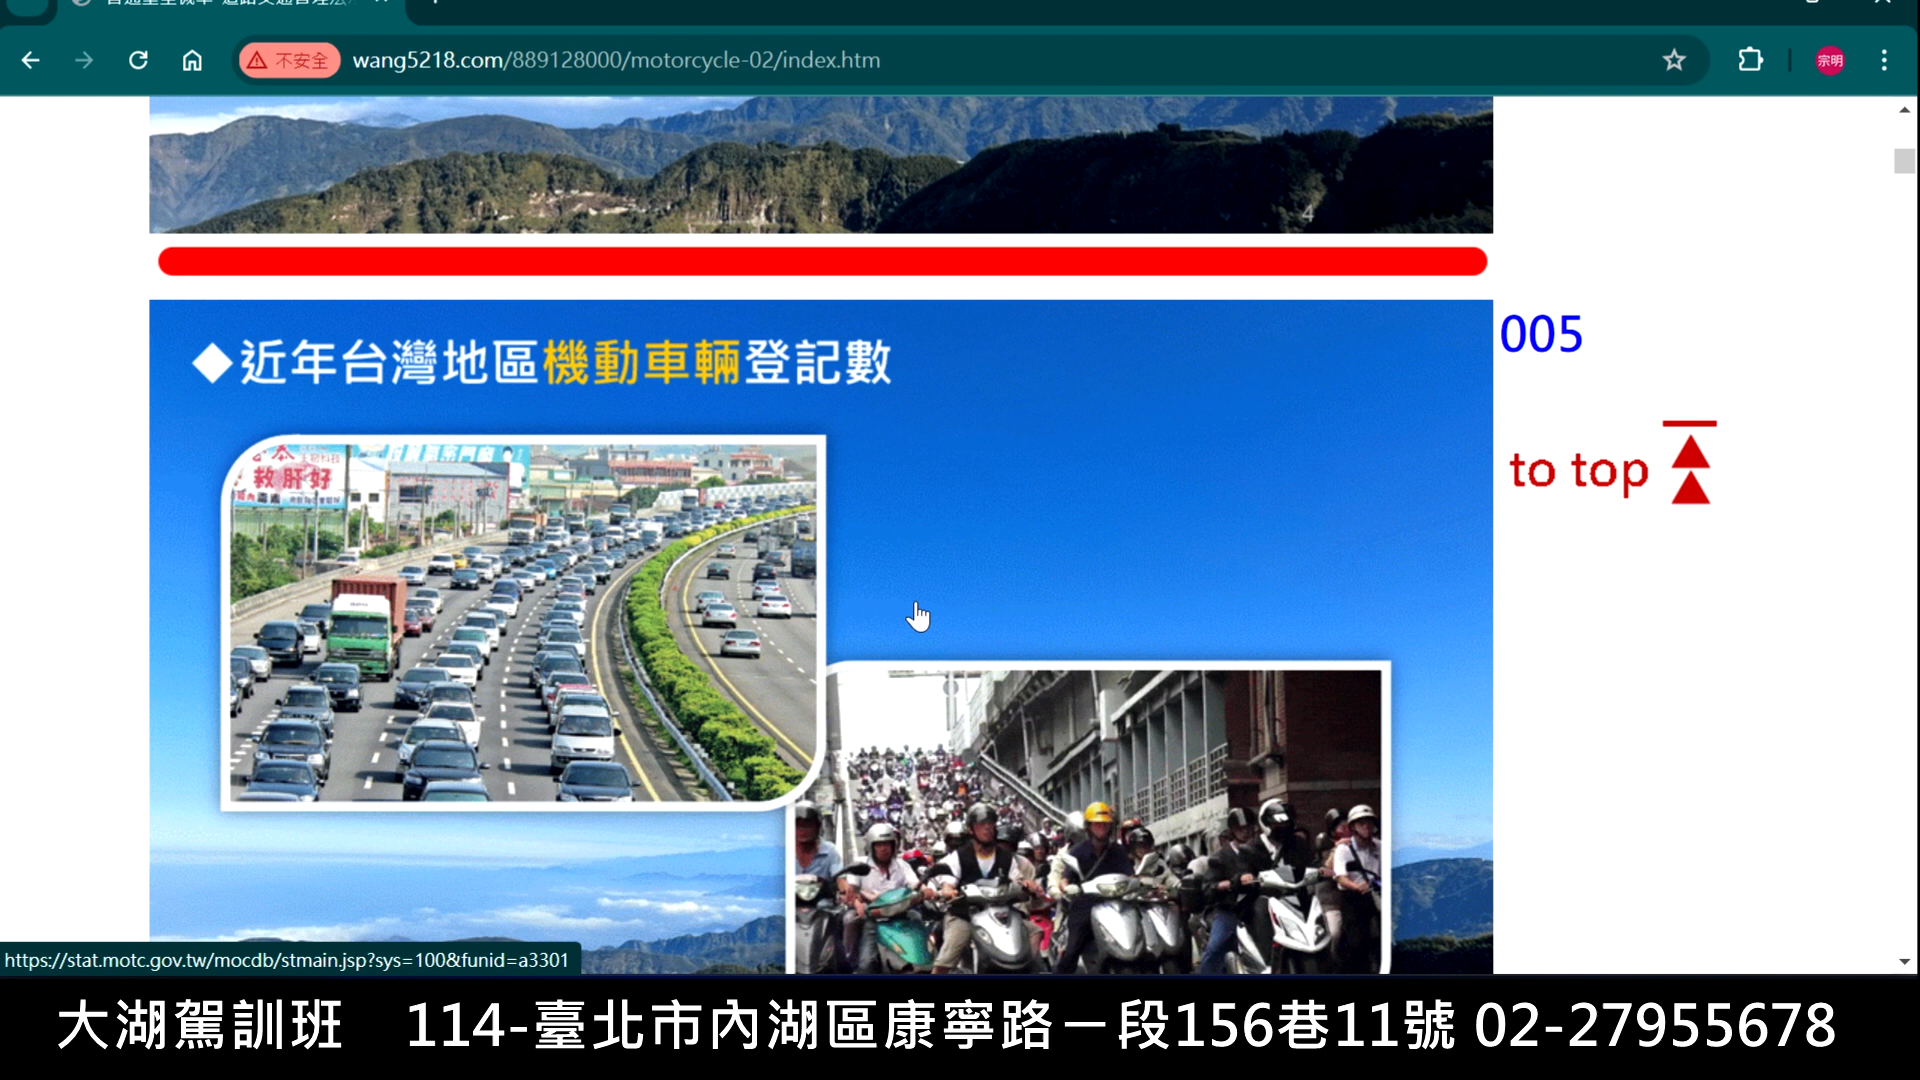 不安全
wang5218.com/889128000/motorcycle-02/index.htm
宗明
4
◆近年台灣地區機動車輛登記數
005
救肝好
to top
https://stat.motc.gov.tw/mocdb/stmain.jsp?sys=100&funid=a3301
大湖駕訓班 114-臺北市內湖區康寧路一段156巷11號 02-27955678